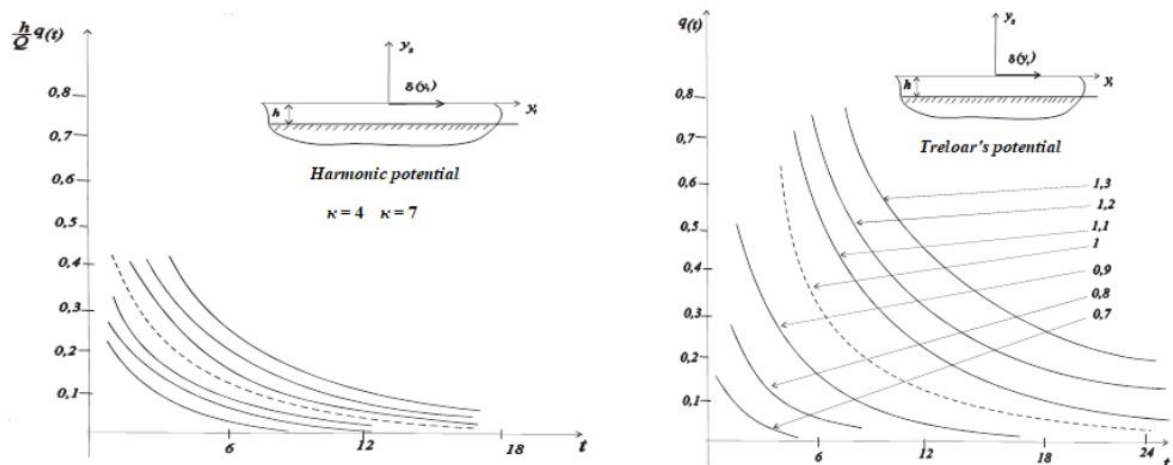 h/Q q(t)
0,8
0,7
0,6
0,5
0,4
0,3
0,2
0,1
6
12
18
t
y₂
δ(y₁)
h
y₁
Harmonic potential
κ = 4 κ = 7
q(t)
0,8
0,7
0,6
0,5
0,4
0,3
0,2
0,1
6
12
18
24
t
y₂
δ(y₁)
h
y₁
Treloar's potential
1,3
1,2
1,1
1
0,9
0,8
0,7